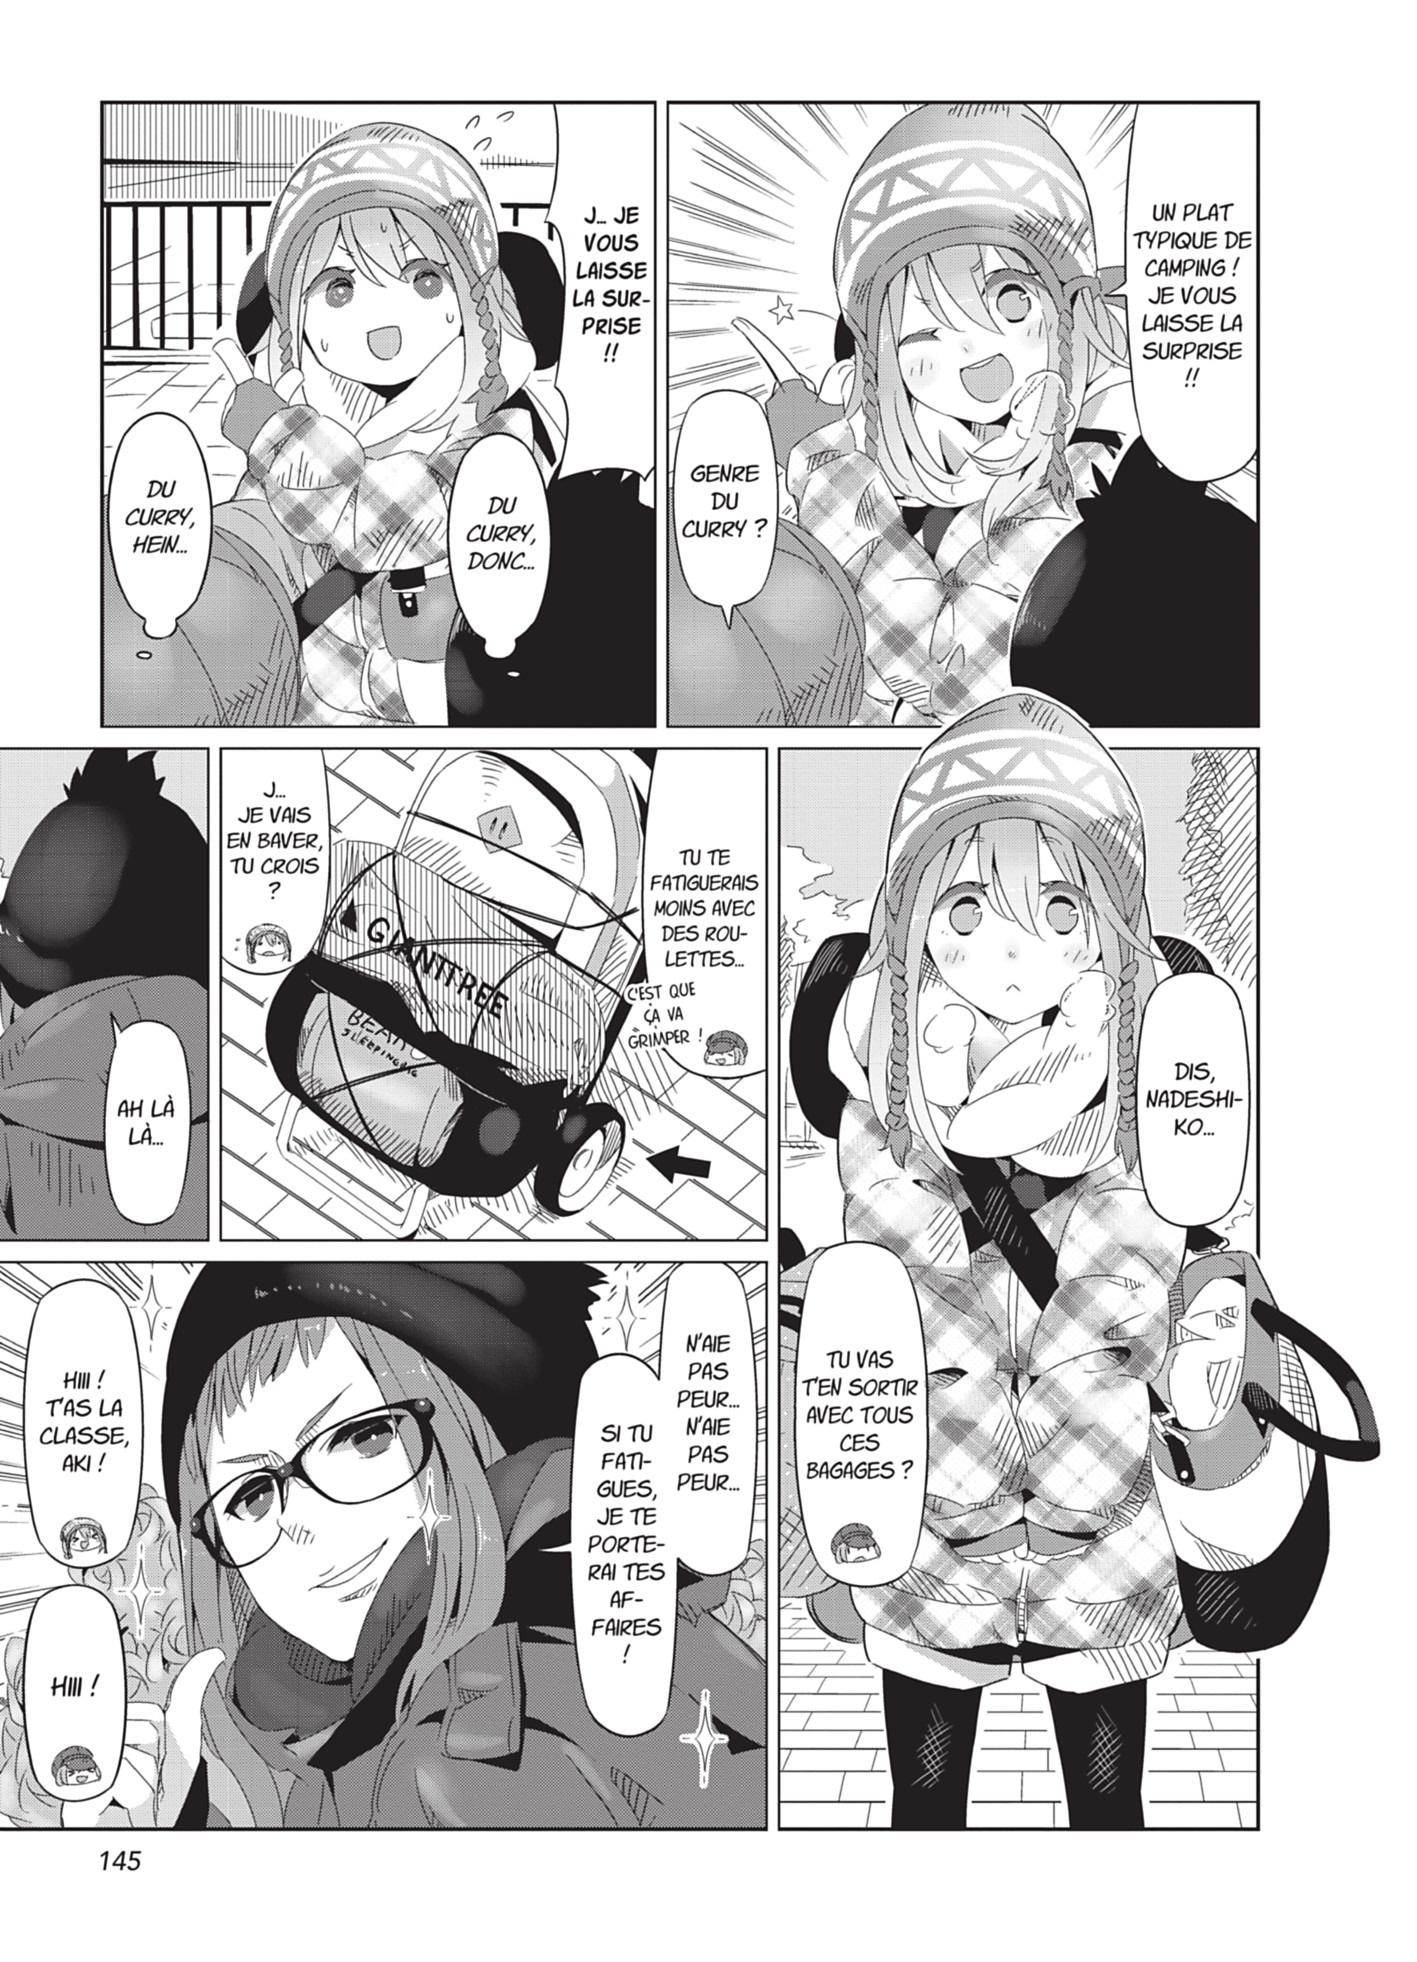 UN PLAT
TYPIQUE DE
CAMPING !
JE VOUS
LAISSE LA
SURPRISE
!!
GENRE
DU
CURRY ?
J... JE
VOUS
LAISSE
LA SUR-
PRISE
!!
DU
CURRY,
DONC...
DU
CURRY,
HEIN...
DIS,
NADESHI-
KO...
TU VAS
T'EN SORTIR
AVEC TOUS
CES
BAGAGES ?
TU TE
FATIGUERAIS
MOINS AVEC
DES ROU-
LETTES...
C'EST QUE
ÇA VA
GRIMPER !
J...
JE VAIS
EN BAVER,
TU CROIS
?
GIANTTREE
BEAR
SLEEPINGBAG
AH LÀ
LÀ...
N'AIE
PAS
PEUR...
N'AIE
PAS
PEUR...
SI TU
FATI-
GUES,
JE TE
PORTE-
RAI TES
AF-
FAIRES
!
HIII !
T'AS LA
CLASSE,
AKI !
HIII !
145